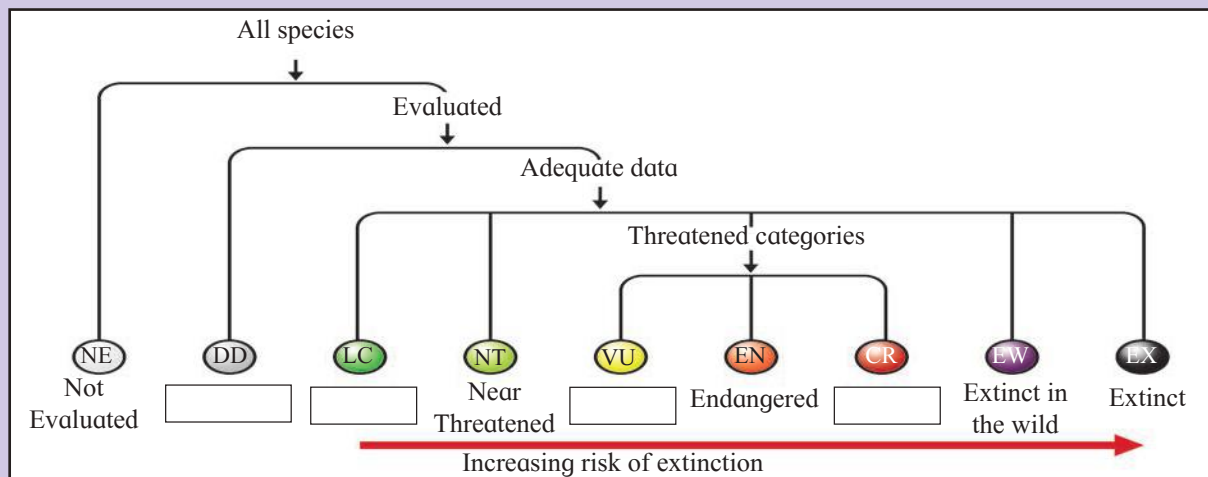 All species
Evaluated
Adequate data
Threatened categories
NE
DD
LC
NT
VU
EN
CR
EW
EX
Not
Evaluated
Near
Threatened
Endangered
Extinct in
the wild
Extinct
Increasing risk of extinction